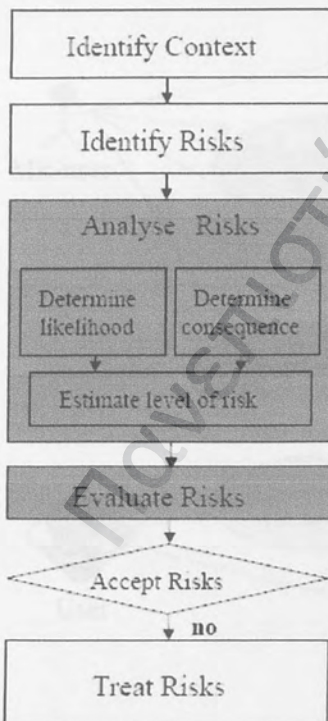 Identify Context
Identify Risks
Analyse Risks
Determine likelihood
Determine consequence
Estimate level of risk
Evaluate Risks
Accept Risks
no
Treat Risks